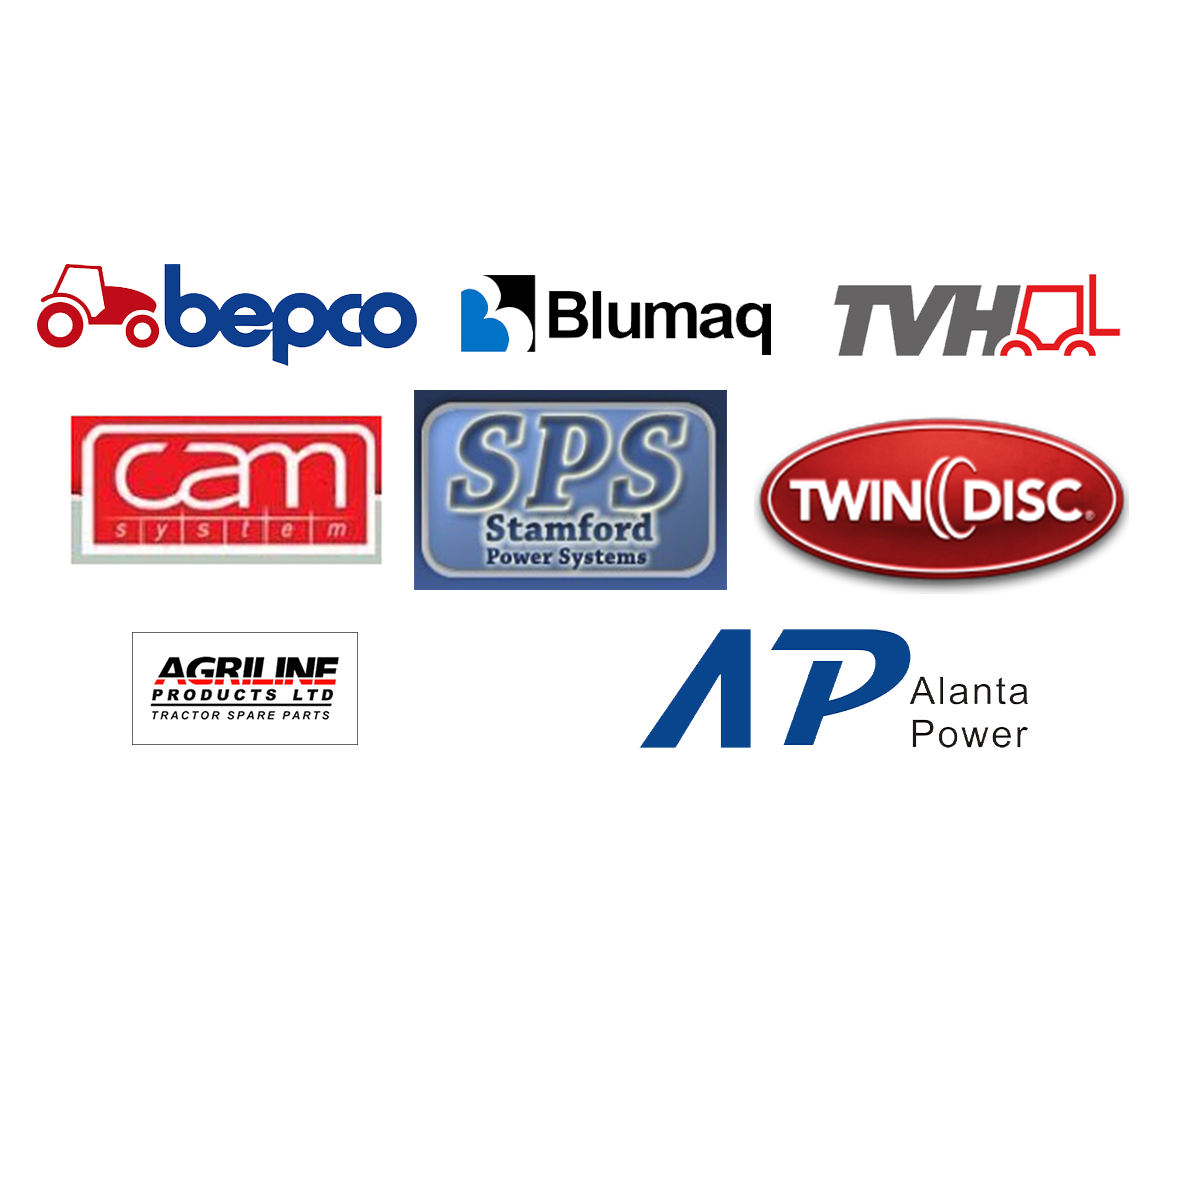 bepco
Blumaq
TVH
cam
system
SPS
Stamford
Power Systems
TWIN DISC®
AGRILINE
PRODUCTS LTD
TRACTOR SPARE PARTS
AP
Alanta
Power